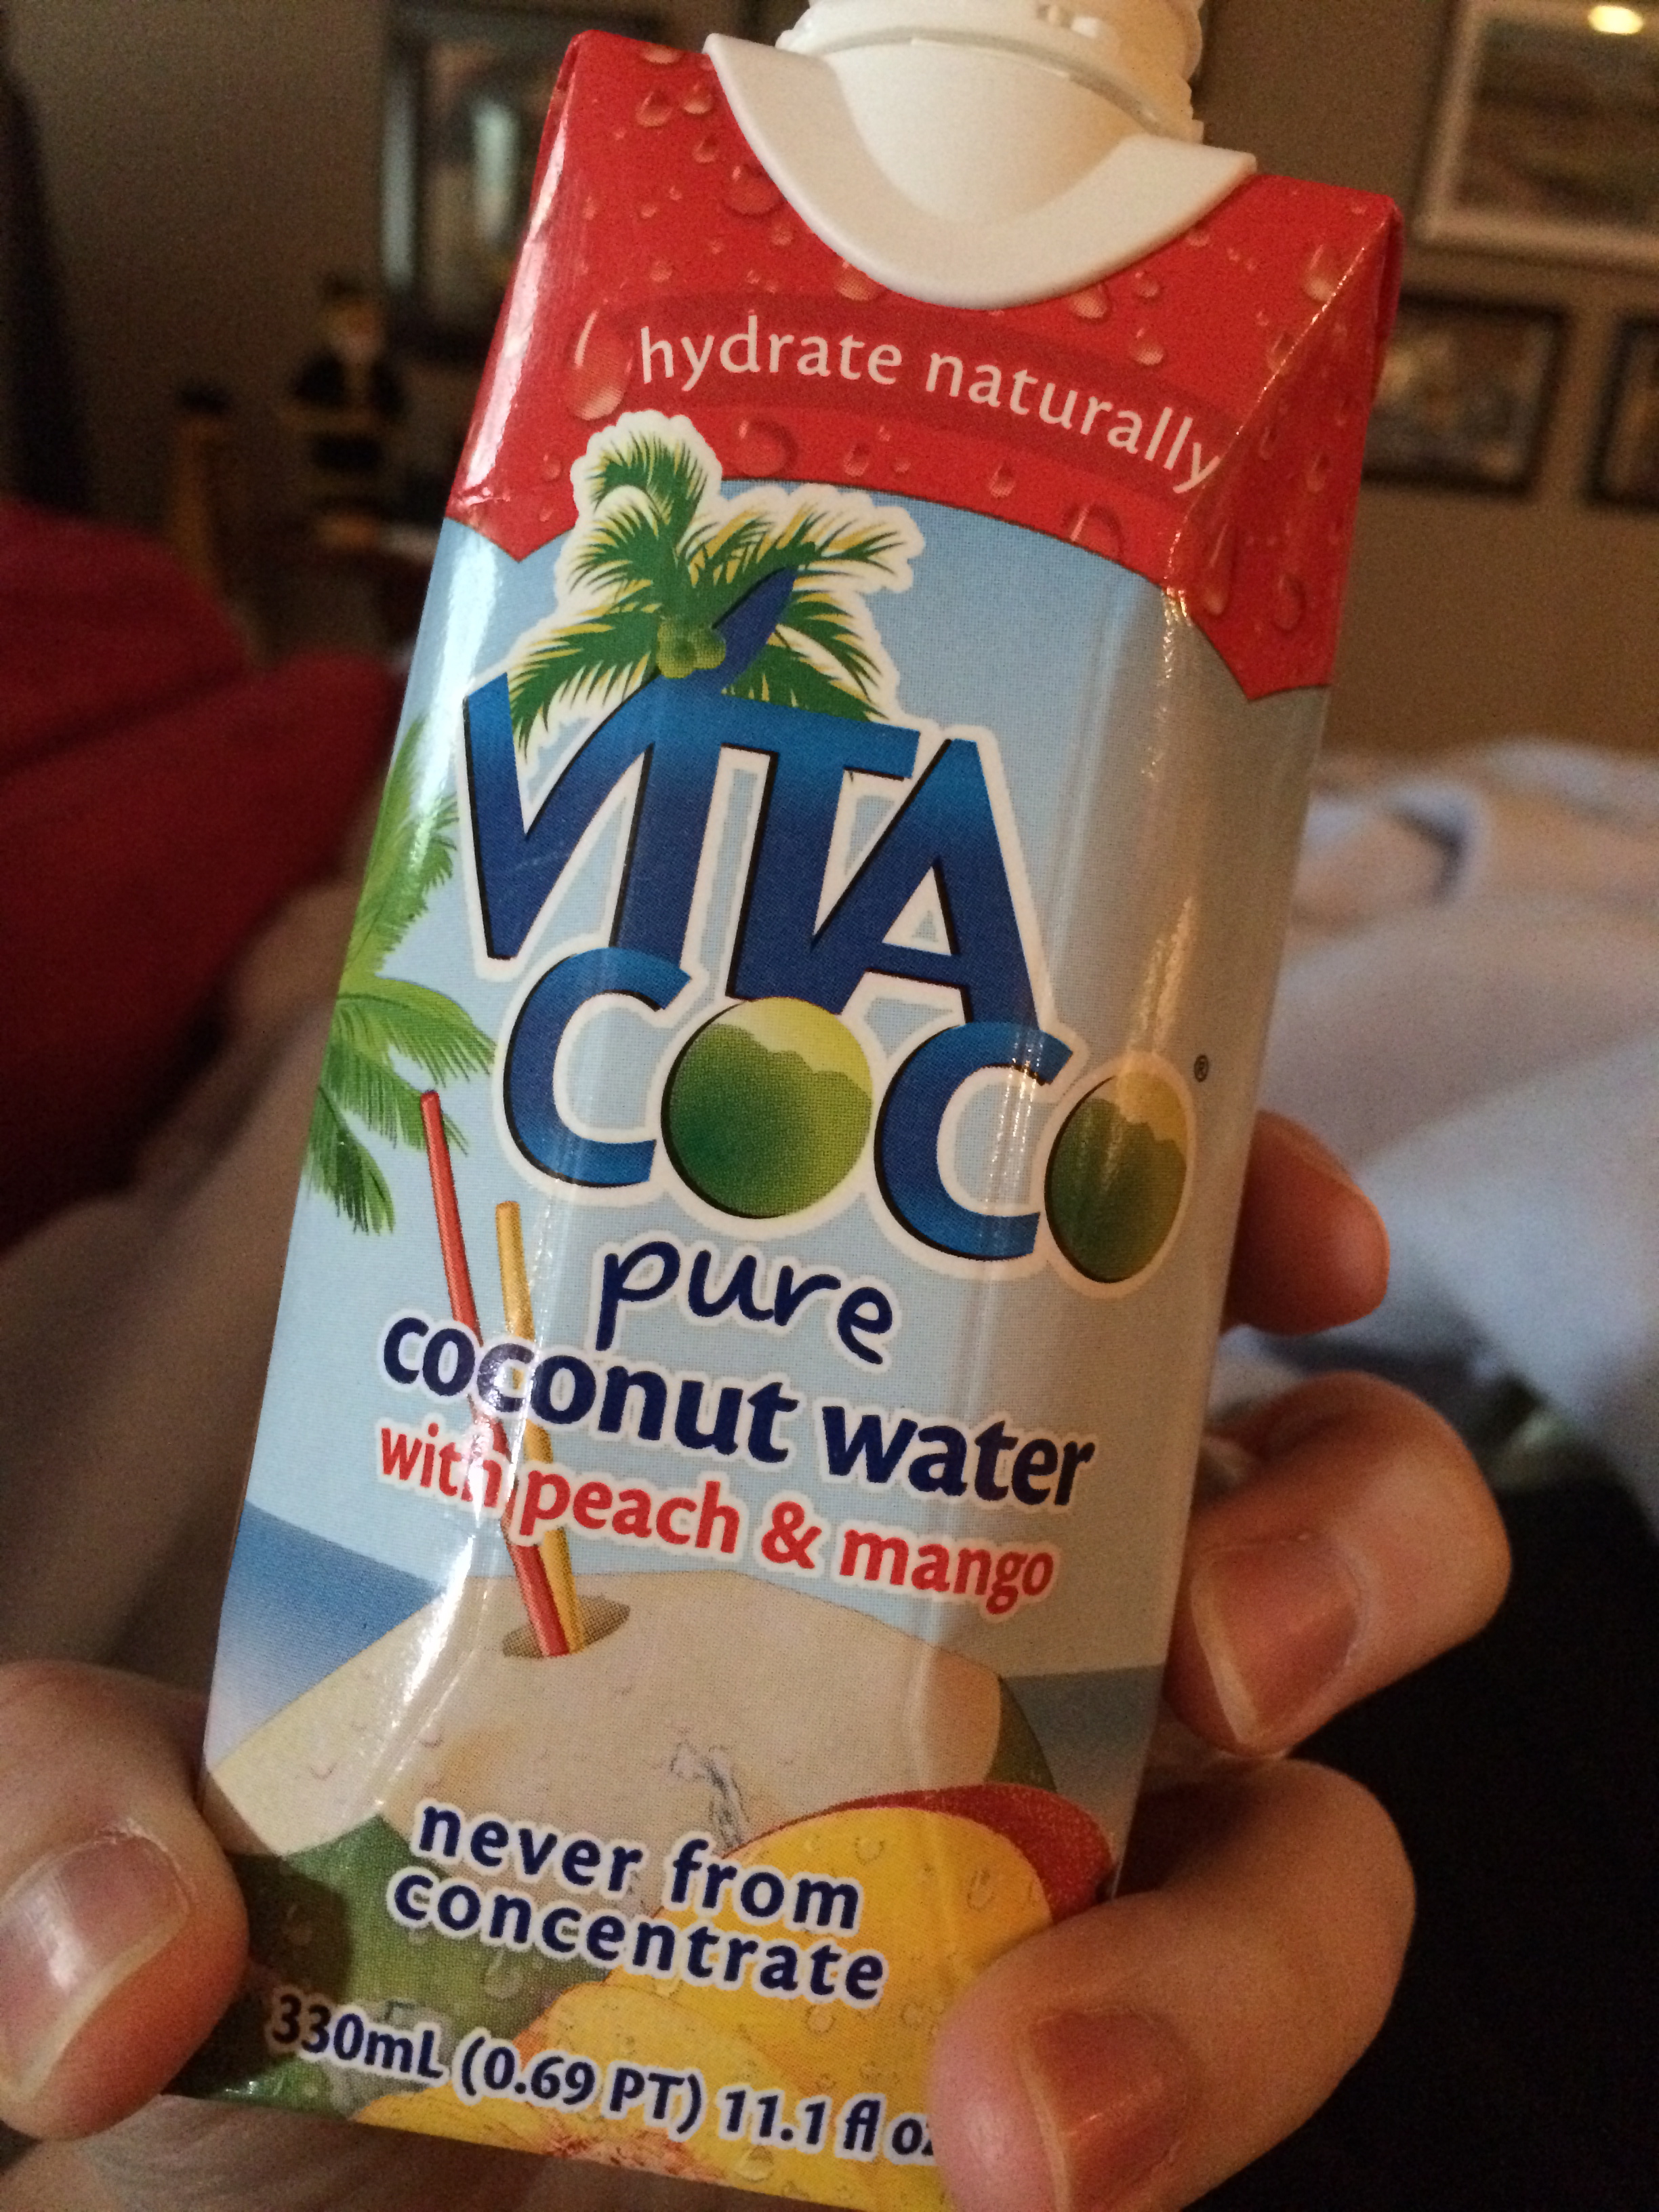 hydrate naturally
VITA
COCO®
pure
coconut water
with peach & mango
never from
concentrate
330mL (0.69 PT) 11.1 fl oz